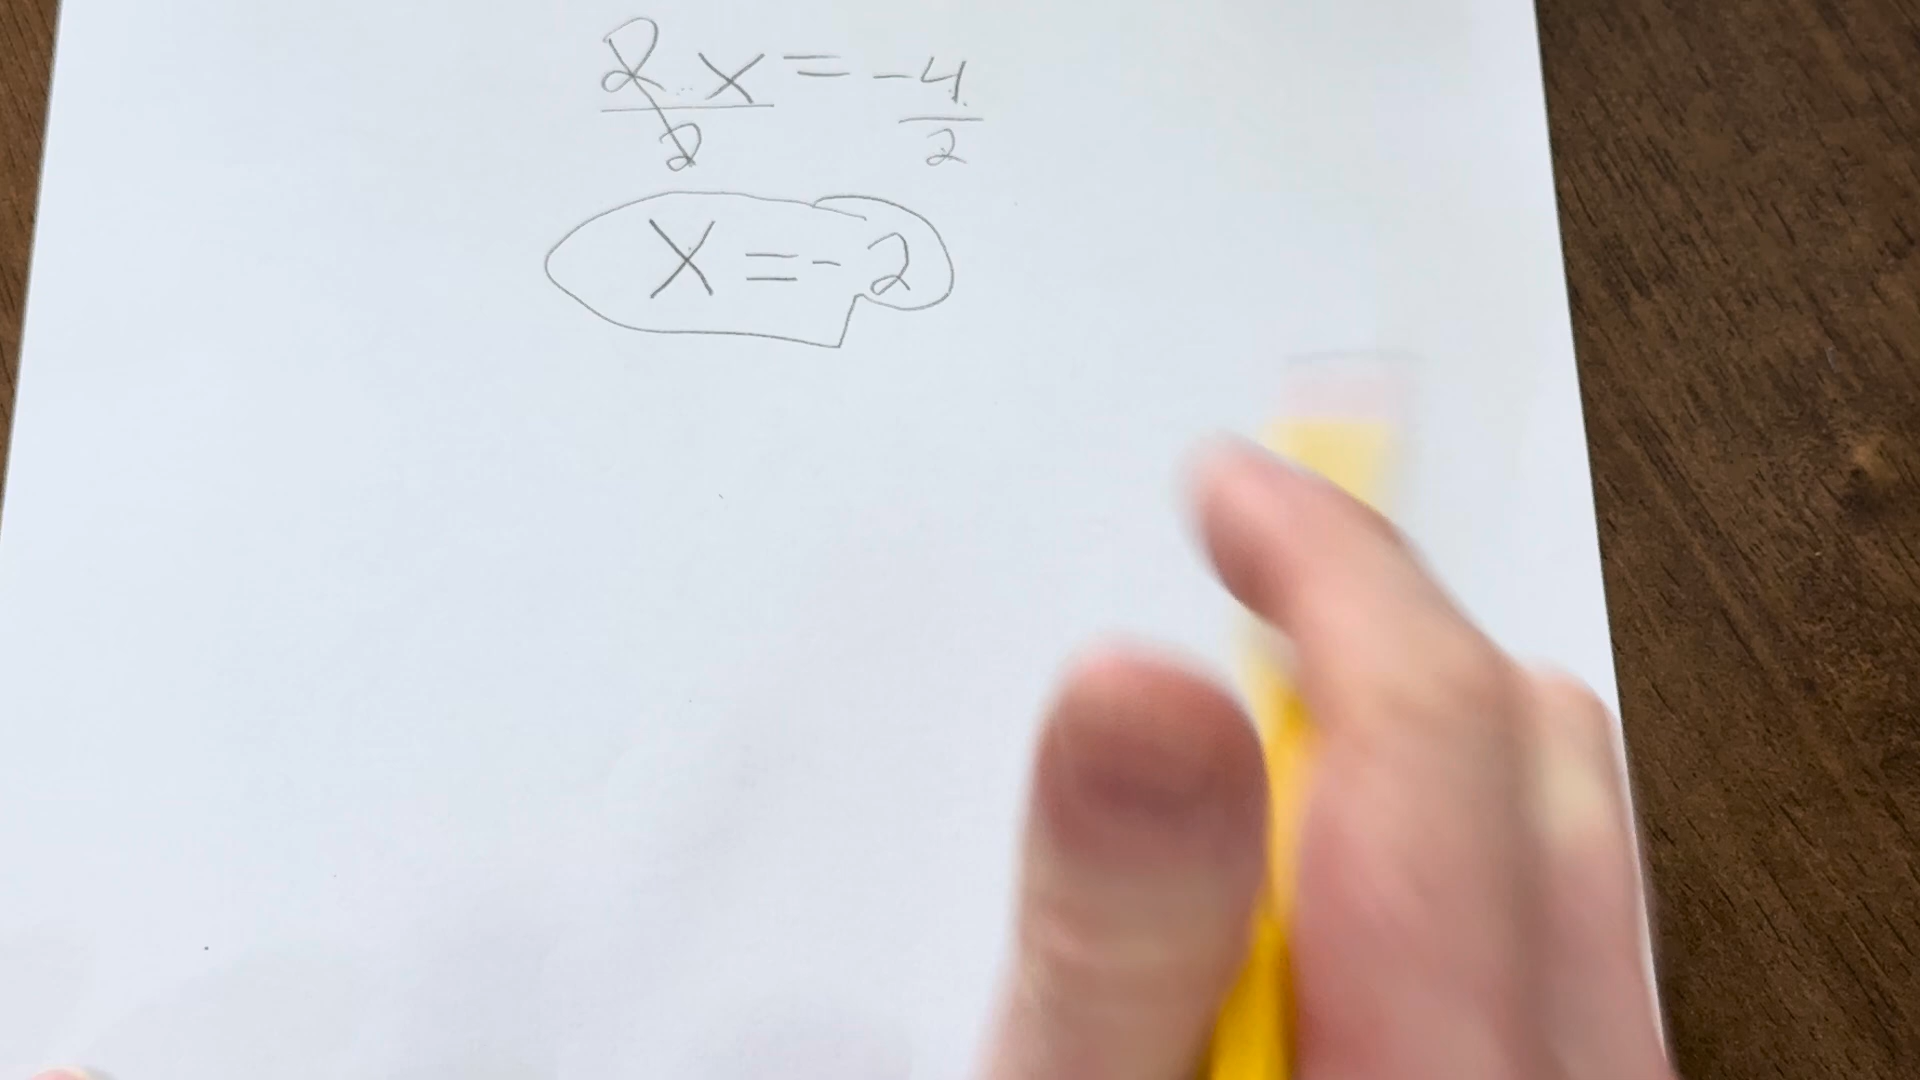 2x = -4
2 2
x = -2